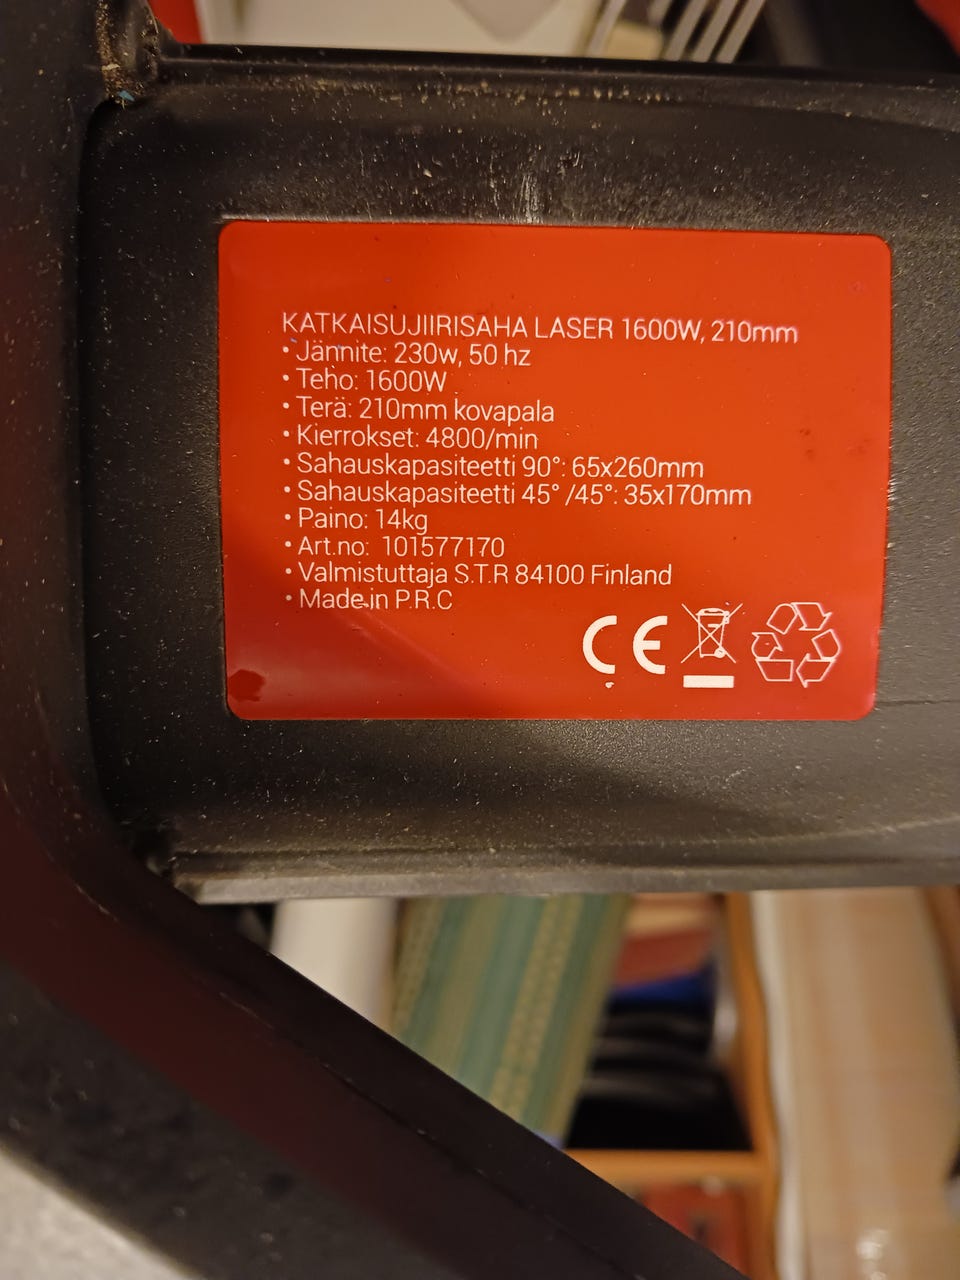 KATKAISUJIIRISAHA LASER 1600W, 210mm
• Jännite: 230w, 50 hz
• Teho: 1600W
• Terä: 210mm kovapala
• Kierrokset: 4800/min
• Sahauskapasiteetti 90°: 65x260mm
• Sahauskapasiteetti 45° /45°: 35x170mm
• Paino: 14kg
• Art.no: 101577170
• Valmistuttaja S.T.R 84100 Finland
• Made in P.R.C
CE